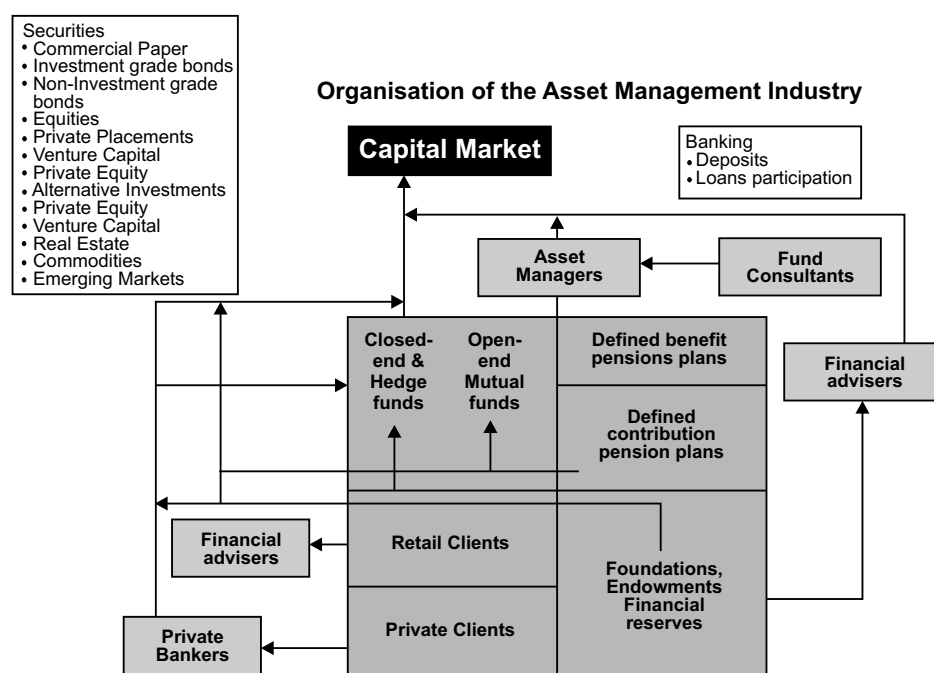 Securities
• Commercial Paper
• Investment grade bonds
• Non-Investment grade
bonds
• Equities
• Private Placements
• Venture Capital
• Private Equity
• Alternative Investments
• Private Equity
• Venture Capital
• Real Estate
• Commodities
• Emerging Markets
Organisation of the Asset Management Industry
Capital Market
Banking
• Deposits
• Loans participation
Asset
Managers
Fund
Consultants
Closed-
end &
Hedge
funds
Open-
end
Mutual
funds
Defined benefit
pensions plans
Financial
advisers
Defined
contribution
pension plans
Financial
advisers
Retail Clients
Foundations,
Endowments
Financial
reserves
Private Clients
Private
Bankers